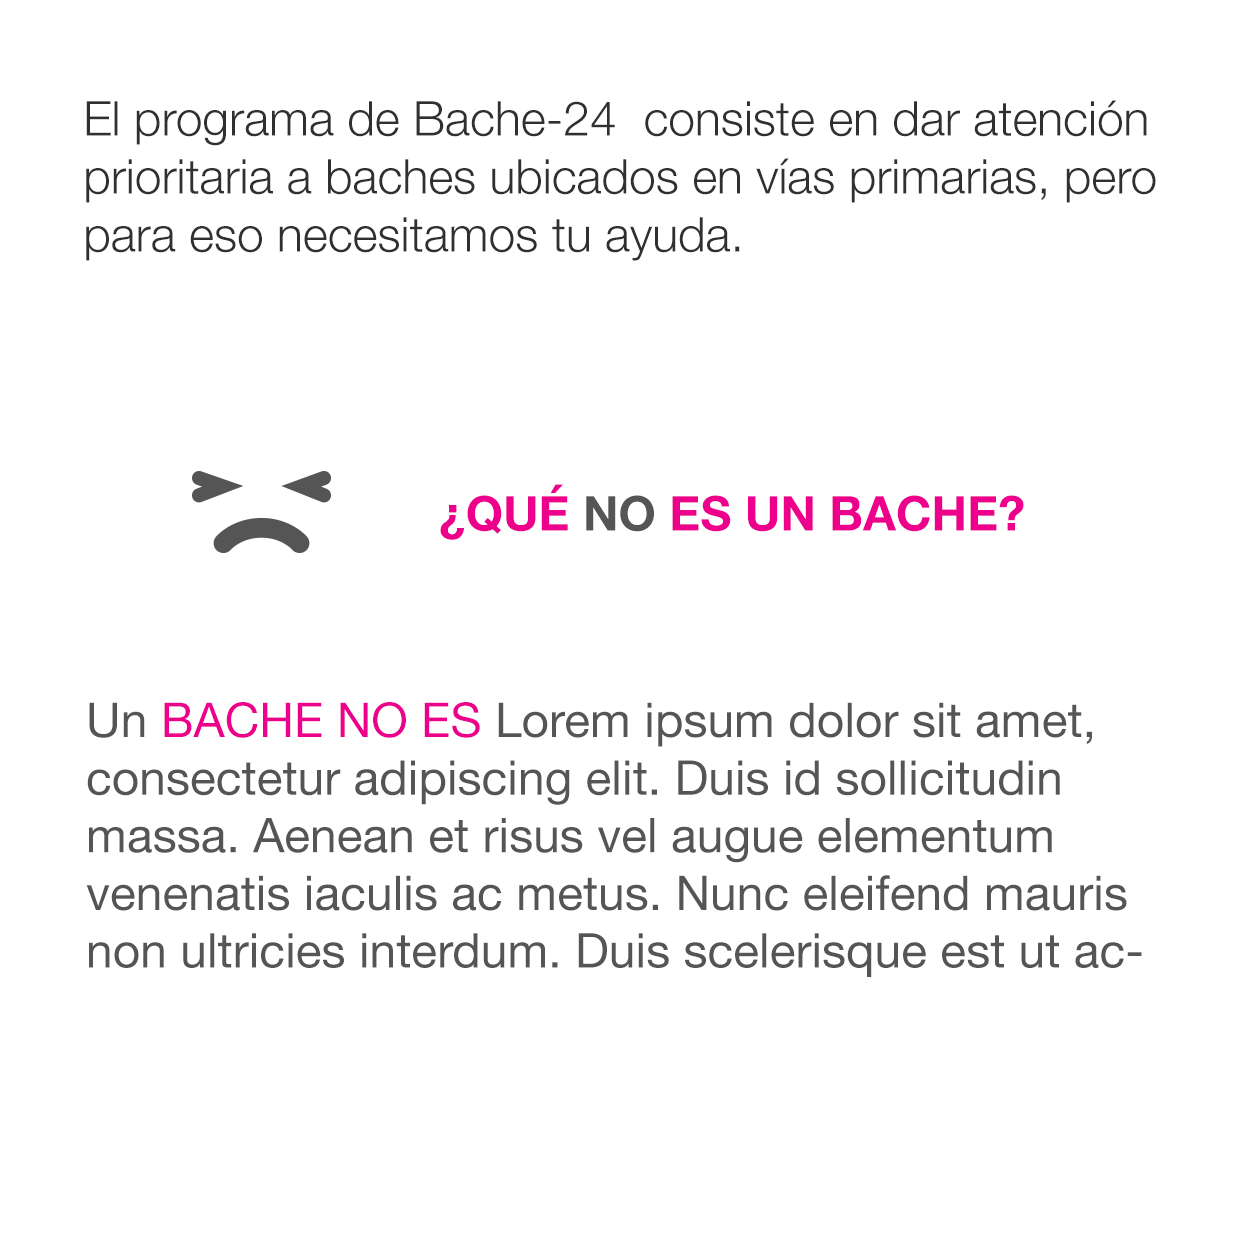 El programa de Bache-24  consiste en dar atención
prioritaria a baches ubicados en vías primarias, pero
para eso necesitamos tu ayuda.
¿QUÉ NO ES UN BACHE?
Un BACHE NO ES Lorem ipsum dolor sit amet,
consectetur adipiscing elit. Duis id sollicitudin
massa. Aenean et risus vel augue elementum
venenatis iaculis ac metus. Nunc eleifend mauris
non ultricies interdum. Duis scelerisque est ut ac-